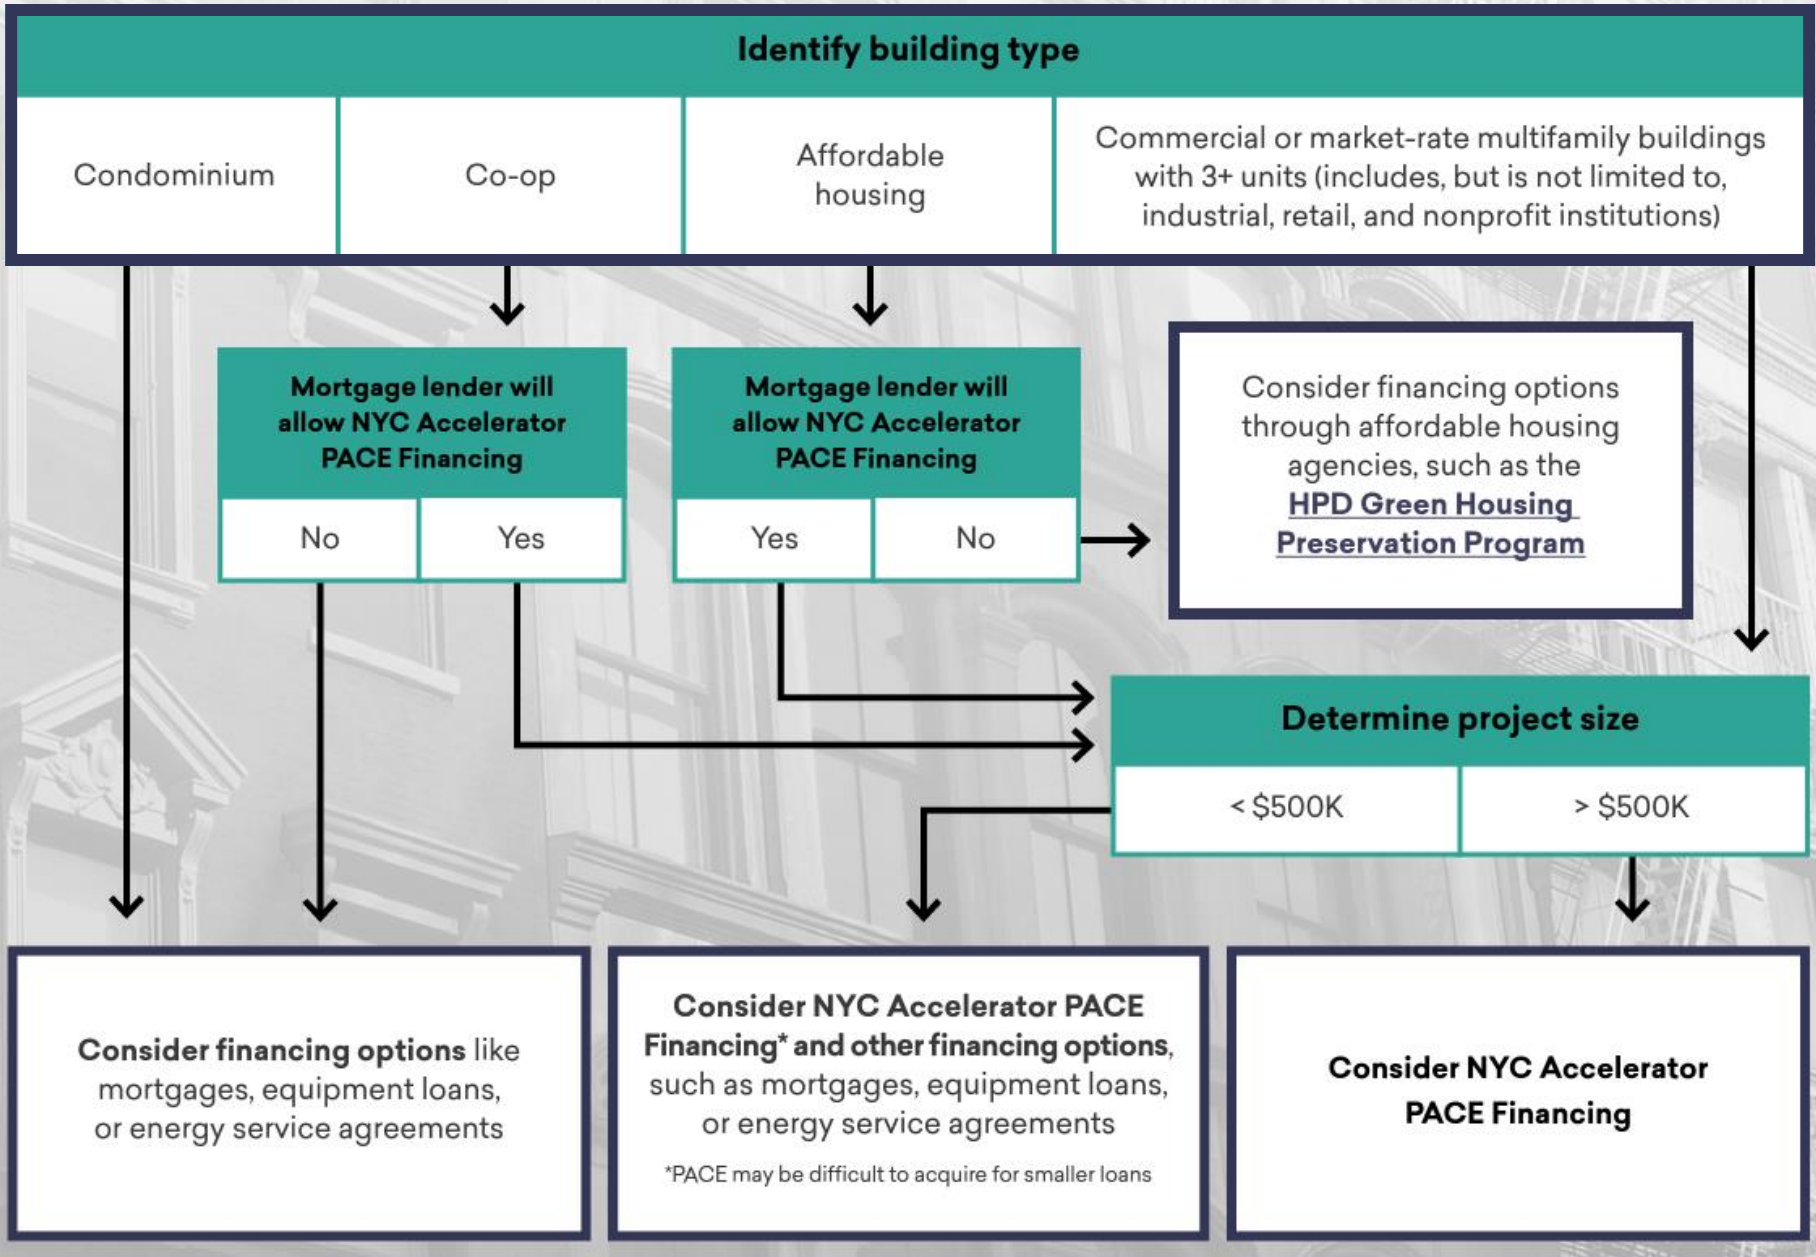 Identify building type
Condominium
Co-op
Affordable
housing
Commercial or market-rate multifamily buildings
with 3+ units (includes, but is not limited to,
industrial, retail, and nonprofit institutions)
Mortgage lender will
allow NYC Accelerator
PACE Financing
No
Yes
Mortgage lender will
allow NYC Accelerator
PACE Financing
Yes
No
Consider financing options
through affordable housing
agencies, such as the
HPD Green Housing
Preservation Program
Determine project size
< $500K
> $500K
Consider financing options like
mortgages, equipment loans,
or energy service agreements
Consider NYC Accelerator PACE
Financing* and other financing options,
such as mortgages, equipment loans,
or energy service agreements
*PACE may be difficult to acquire for smaller loans
Consider NYC Accelerator
PACE Financing